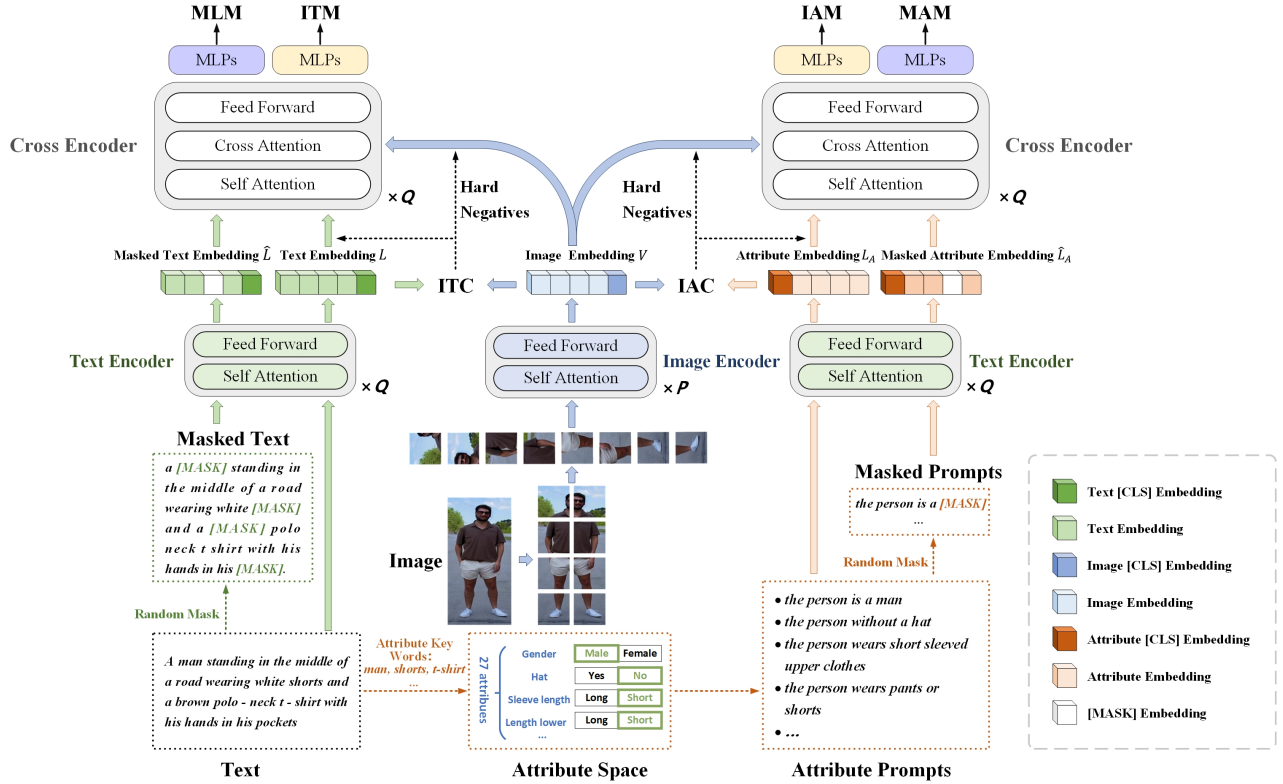 MLM
ITM
IAM
MAM
MLPs
MLPs
MLPs
MLPs
Feed Forward
Cross Attention
Self Attention
Cross Encoder
×Q
Feed Forward
Cross Attention
Self Attention
Cross Encoder
×Q
Hard
Negatives
Hard
Negatives
Masked Text Embedding L̂
Text Embedding L
Image Embedding V
Attribute Embedding L_A
Masked Attribute Embedding L̂_A
ITC
IAC
Text Encoder
Feed Forward
Self Attention
×Q
Feed Forward
Self Attention
Image Encoder
×P
Feed Forward
Self Attention
Text Encoder
×Q
Masked Text
a [MASK] standing in
the middle of a road
wearing white [MASK]
and a [MASK] polo
neck t shirt with his
hands in his [MASK].
Random Mask
Image
Masked Prompts
the person is a [MASK]
...
Random Mask
A man standing in the middle of
a road wearing white shorts and
a brown polo - neck t - shirt with
his hands in his pockets
Text
Attribute Key
Words:
man, shorts, t-shirt
...
27 attribues
Gender Male Female
Hat Yes No
Sleeve length Long Short
Length lower Long Short
...
Attribute Space
• the person is a man
• the person without a hat
• the person wears short sleeved
upper clothes
• the person wears pants or
shorts
• ...
Attribute Prompts
Text [CLS] Embedding
Text Embedding
Image [CLS] Embedding
Image Embedding
Attribute [CLS] Embedding
Attribute Embedding
[MASK] Embedding